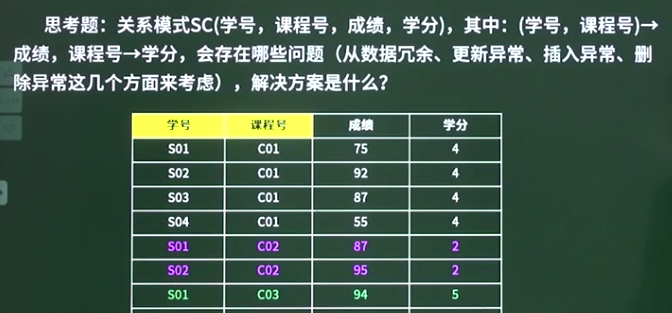 思考题：关系模式SC(学号，课程号，成绩，学分)，其中：(学号，课程号)→
成绩，课程号→学分，会存在哪些问题（从数据冗余、更新异常、插入异常、删
除异常这几个方面来考虑），解决方案是什么？
学号 课程号 成绩 学分
S01 C01 75 4
S02 C01 92 4
S03 C01 87 4
S04 C01 55 4
S01 C02 87 2
S02 C02 95 2
S01 C03 94 5